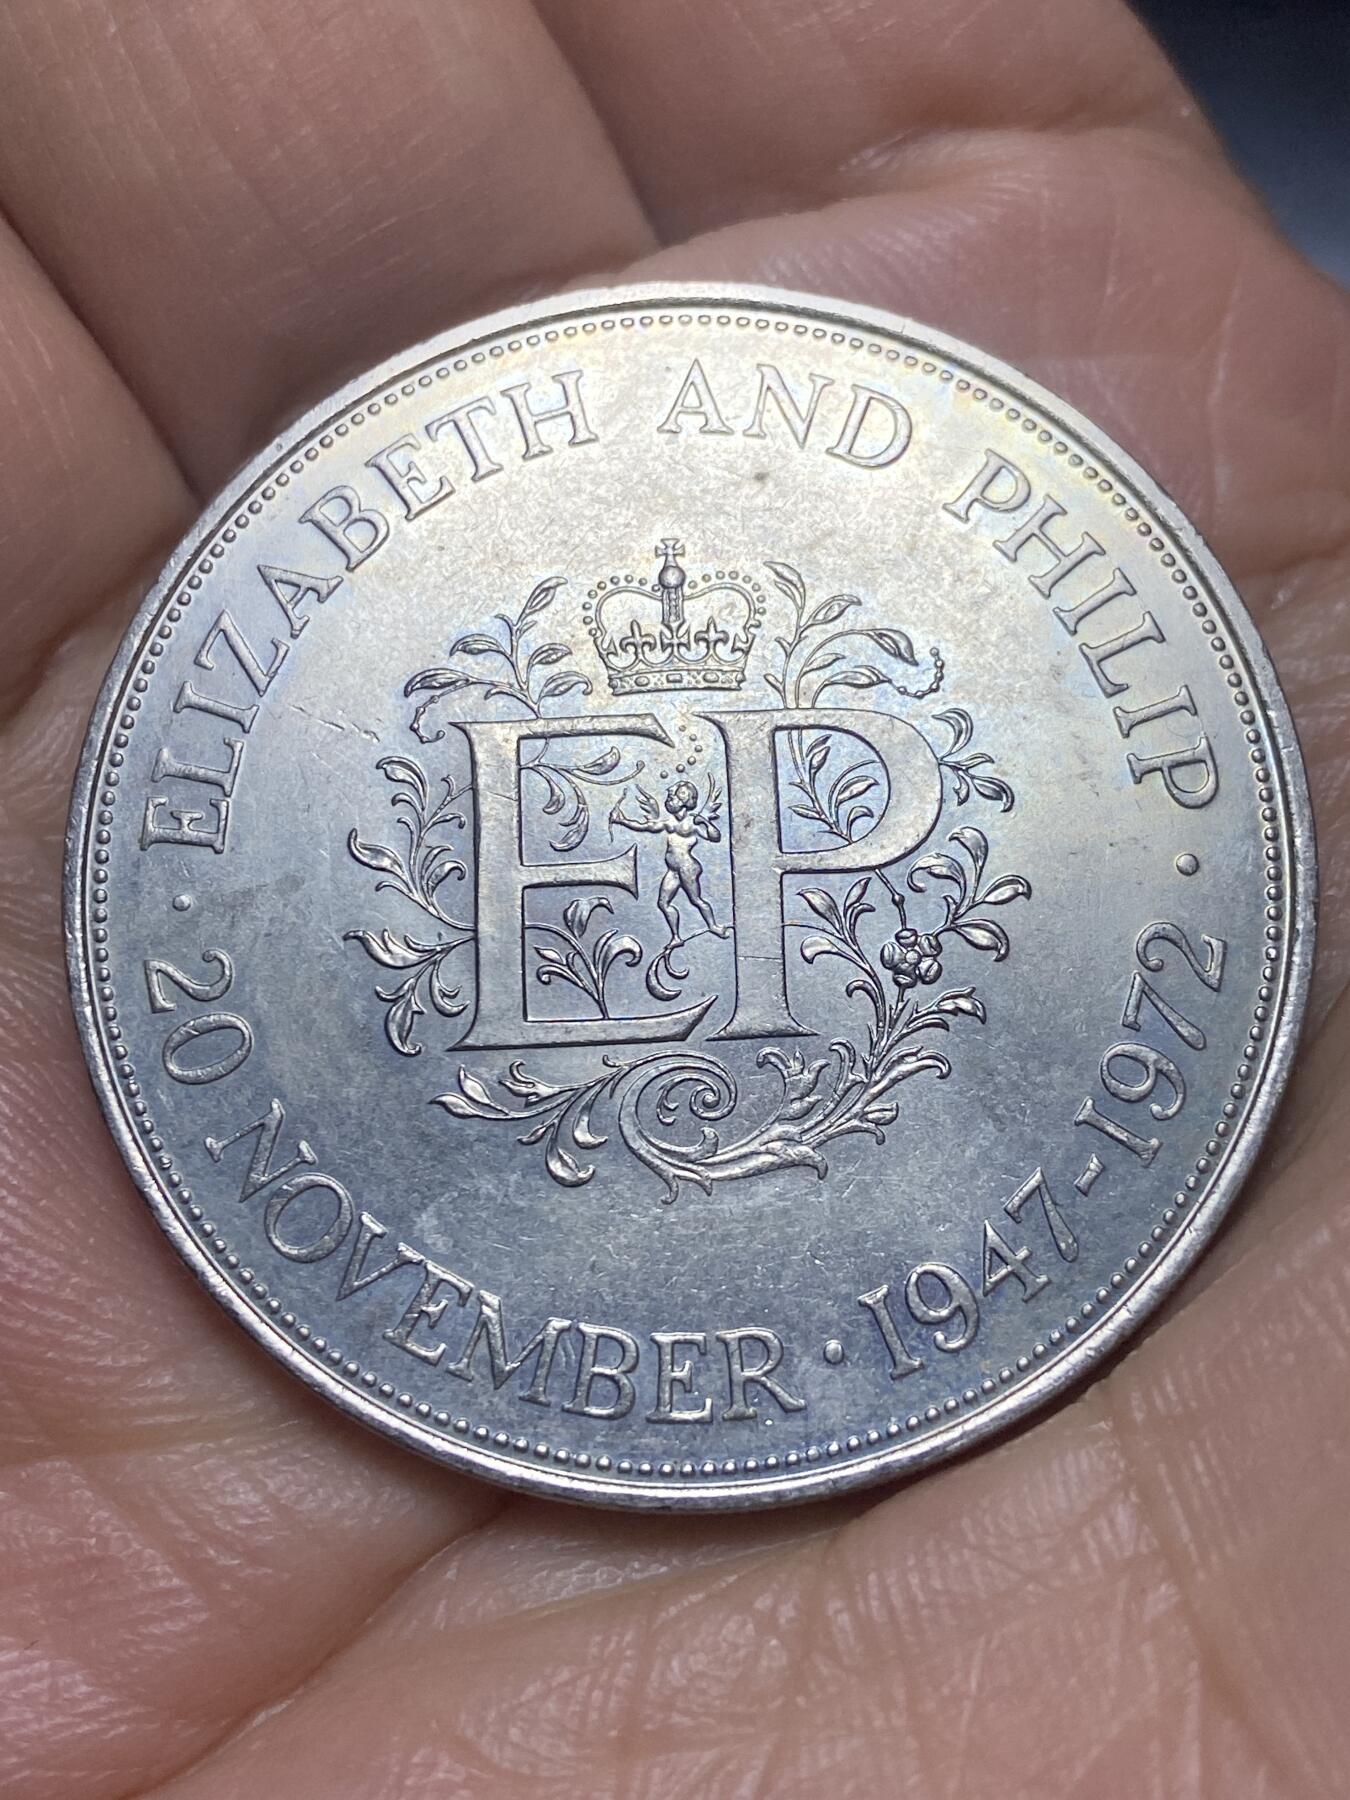 ELIZABETH AND PHILIP ·
· 20 NOVEMBER · 1947-1972
EP